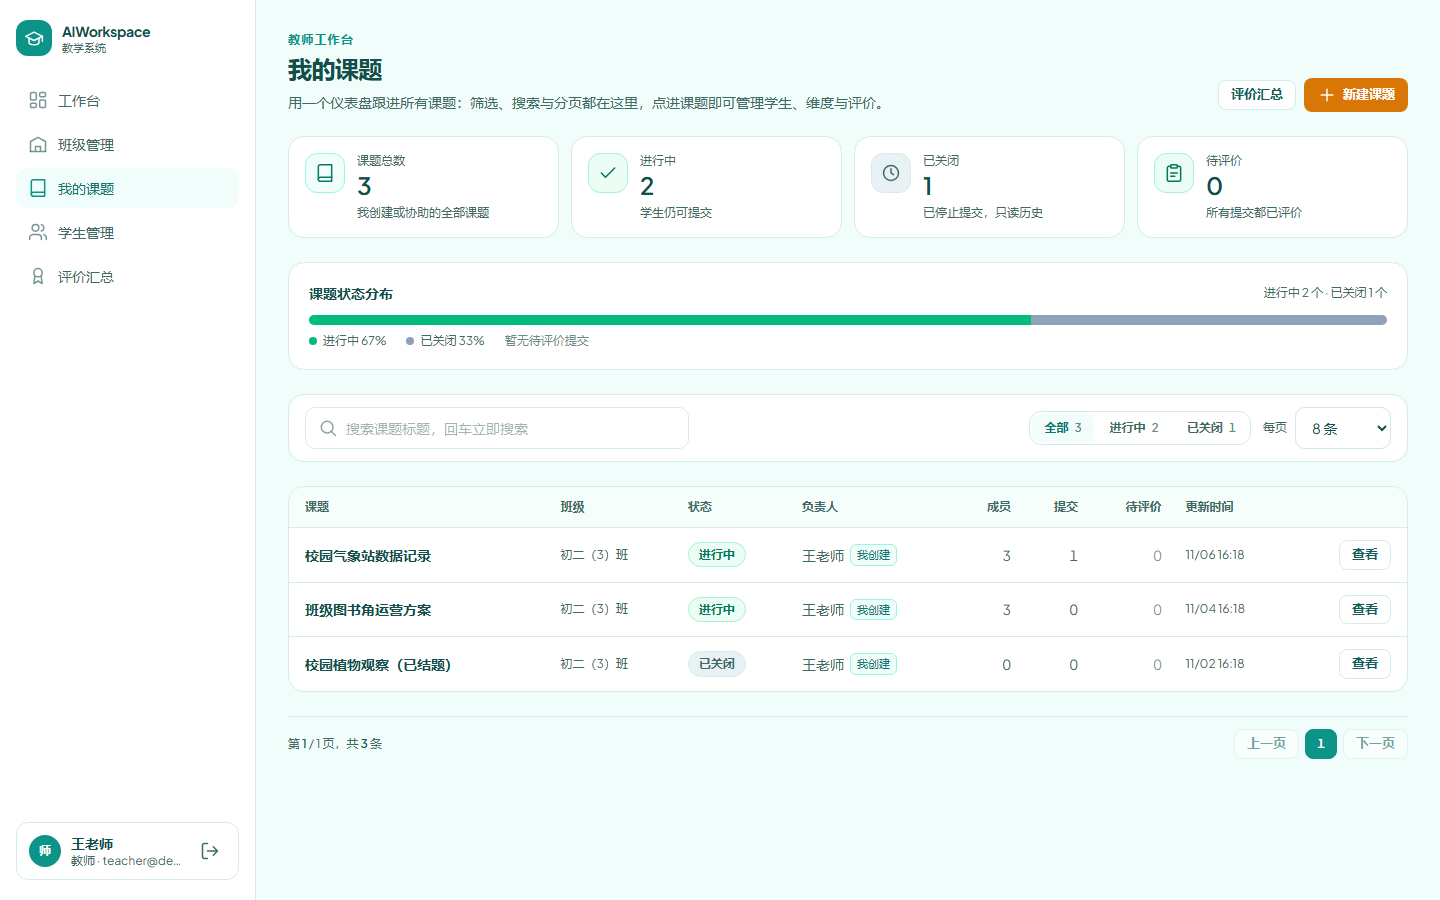 AIWorkspace
教学系统
工作台
班级管理
我的课题
学生管理
评价汇总
师
王老师
教师 · teacher@de...
教师工作台
我的课题
用一个仪表盘跟进所有课题：筛选、搜索与分页都在这里，点进课题即可管理学生、维度与评价。
评价汇总
新建课题
课题总数
3
我创建或协助的全部课题
进行中
2
学生仍可提交
已关闭
1
已停止提交，只读历史
待评价
0
所有提交都已评价
课题状态分布
进行中 2 个 · 已关闭 1 个
进行中 67% 已关闭 33% 暂无待评价提交
搜索课题标题，回车立即搜索
全部 3 进行中 2 已关闭 1 每页 8 条
课题 班级 状态 负责人 成员 提交 待评价 更新时间
校园气象站数据记录 初二（3）班 进行中 王老师 我创建 3 1 0 11/06 16:18 查看
班级图书角运营方案 初二（3）班 进行中 王老师 我创建 3 0 0 11/04 16:18 查看
校园植物观察（已结题） 初二（3）班 已关闭 王老师 我创建 0 0 0 11/02 16:18 查看
第 1 / 1 页，共 3 条
上一页 1 下一页